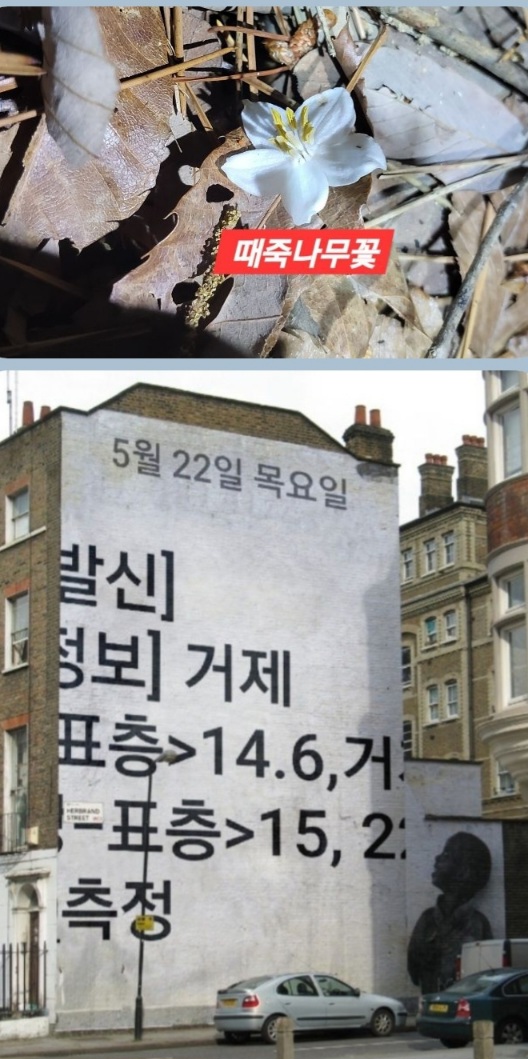 때죽나무꽃
5월 22일 목요일
발신]
정보] 거제
표층>14.6,거
-표층>15, 22
측정
HERBRAND
STREET